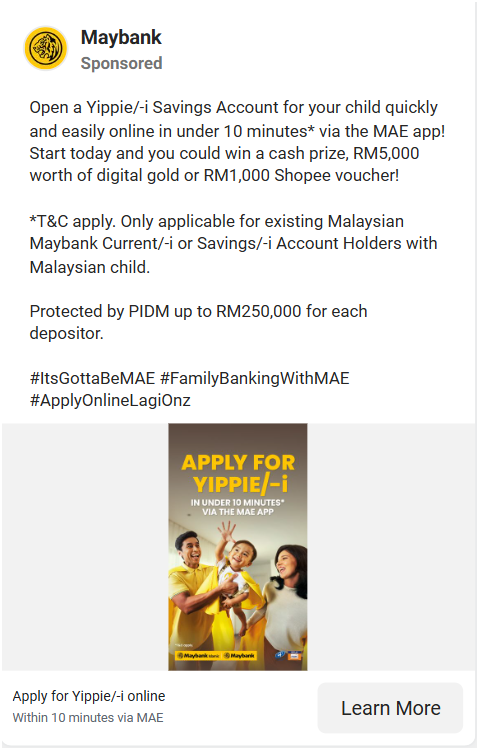 Maybank
Sponsored
Open a Yippie/-i Savings Account for your child quickly
and easily online in under 10 minutes* via the MAE app!
Start today and you could win a cash prize, RM5,000
worth of digital gold or RM1,000 Shopee voucher!
*T&C apply. Only applicable for existing Malaysian
Maybank Current/-i or Savings/-i Account Holders with
Malaysian child.
Protected by PIDM up to RM250,000 for each
depositor.
#ItsGottaBeMAE #FamilyBankingWithMAE
#ApplyOnlineLagiOnz
APPLY FOR
YIPPIE/-i
IN UNDER 10 MINUTES*
VIA THE MAE APP
Maybank Islamic Maybank
Apply for Yippie/-i online
Within 10 minutes via MAE
Learn More